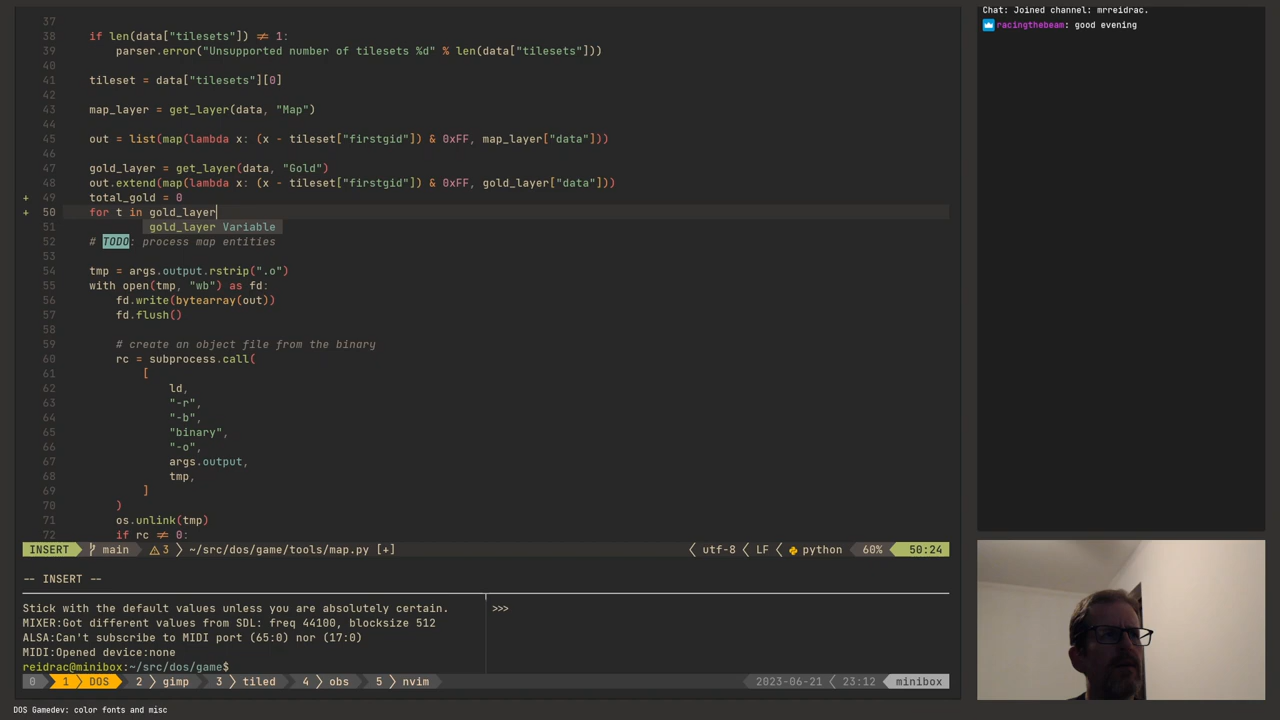 37
38 if len(data["tilesets"]) ≠ 1:
39 parser.error("Unsupported number of tilesets %d" % len(data["tilesets"]))
40
41 tileset = data["tilesets"][0]
42
43 map_layer = get_layer(data, "Map")
44
45 out = list(map(lambda x: (x - tileset["firstgid"]) & 0xFF, map_layer["data"]))
46
47 gold_layer = get_layer(data, "Gold")
48 out.extend(map(lambda x: (x - tileset["firstgid"]) & 0xFF, gold_layer["data"]))
+ 49 total_gold = 0
+ 50 for t in gold_layer
51 gold_layer Variable
52 # TODO: process map entities
53
54 tmp = args.output.rstrip(".o")
55 with open(tmp, "wb") as fd:
56 fd.write(bytearray(out))
57 fd.flush()
58
59 # create an object file from the binary
60 rc = subprocess.call(
61 [
62 ld,
63 "-r",
64 "-b",
65 "binary",
66 "-o",
67 args.output,
68 tmp,
69 ]
70 )
71 os.unlink(tmp)
72 if rc ≠ 0:
INSERT main 3 ~/src/dos/game/tools/map.py [+] utf-8 LF python 60% 50:24
-- INSERT --
Stick with the default values unless you are absolutely certain.
MIXER:Got different values from SDL: freq 44100, blocksize 512
ALSA:Can't subscribe to MIDI port (65:0) nor (17:0)
MIDI:Opened device:none
reidrac@minibox:~/src/dos/game$
>>>
0 1 DOS 2 gimp 3 tiled 4 obs 5 nvim 2023-06-21 23:12 minibox
DOS Gamedev: color fonts and misc
Chat: Joined channel: mrreidrac.
racingthebeam: good evening